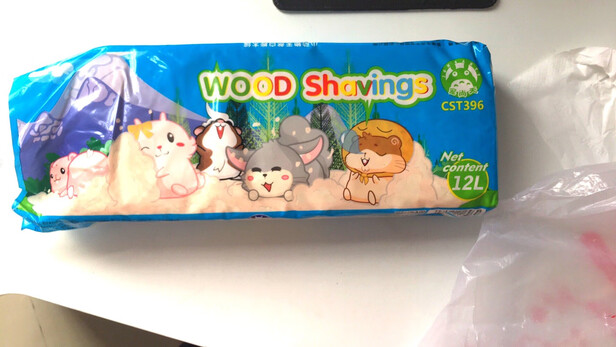 WOOD Shavings
CST396
Net
content
12L